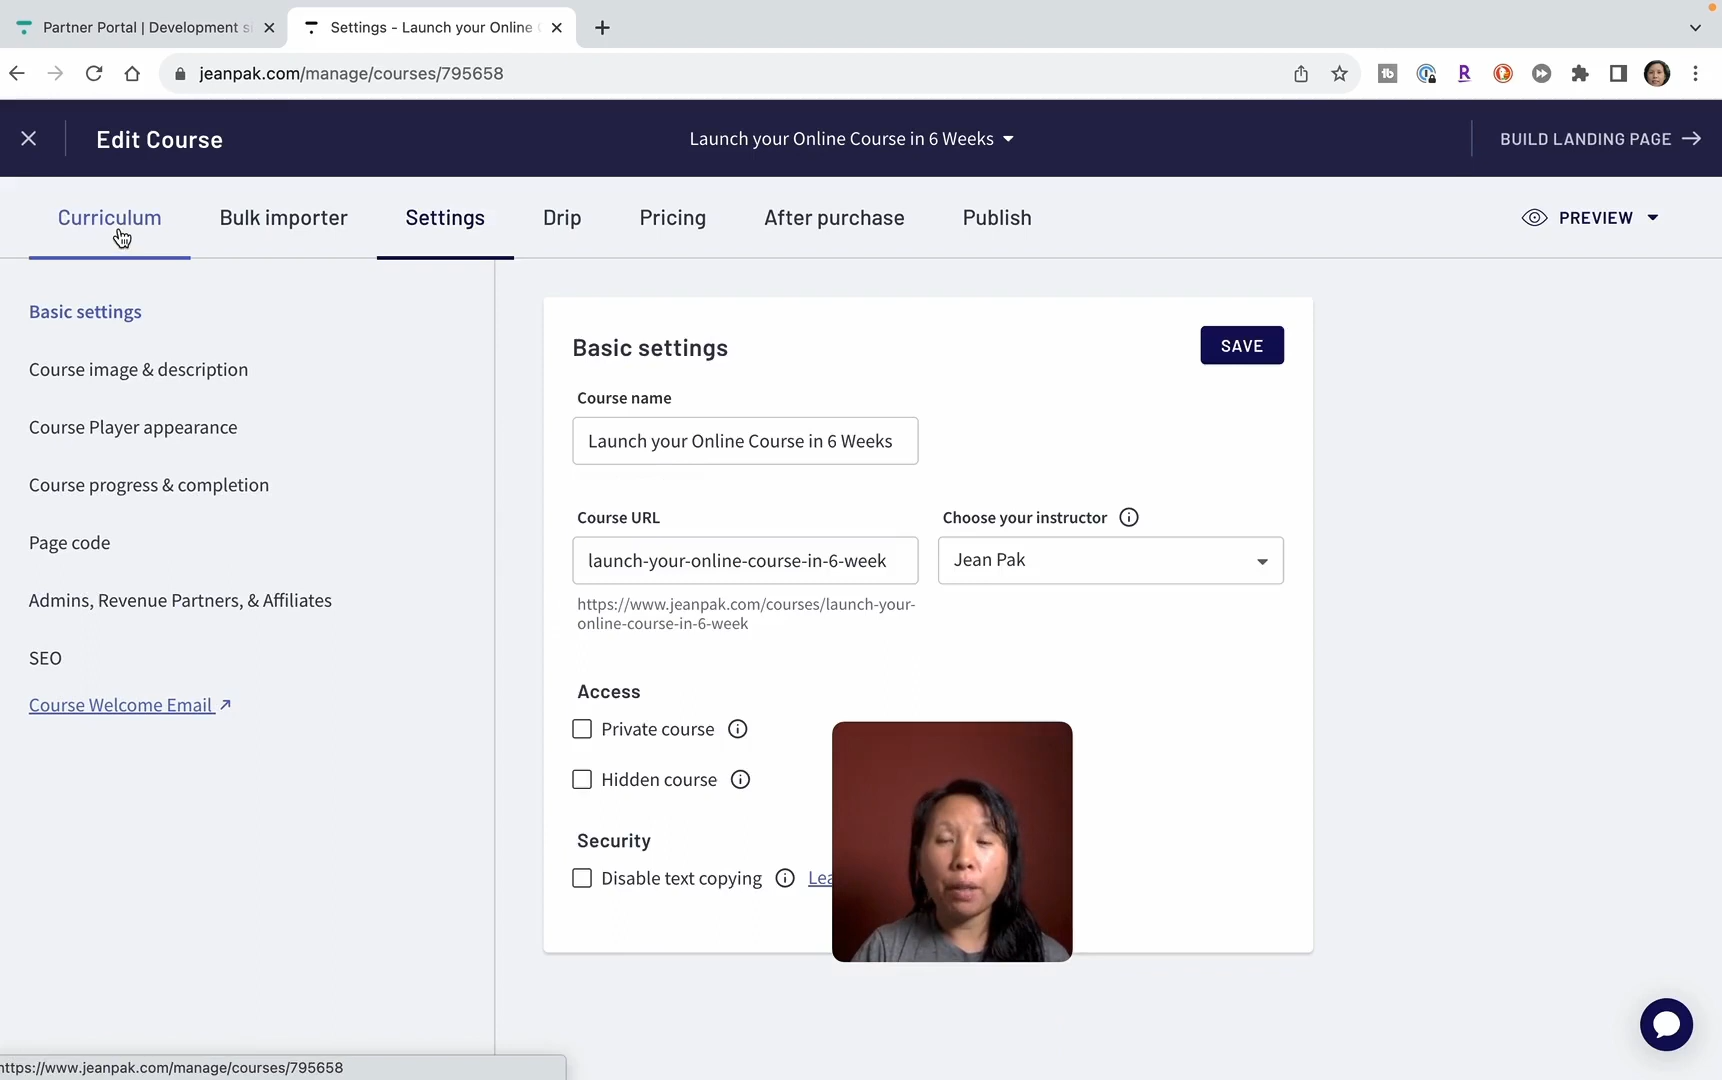 Partner Portal | Development s
Settings - Launch your Online
jeanpak.com/manage/courses/795658
Edit Course
Launch your Online Course in 6 Weeks
BUILD LANDING PAGE
Curriculum
Bulk importer
Settings
Drip
Pricing
After purchase
Publish
PREVIEW
Basic settings
Course image & description
Course Player appearance
Course progress & completion
Page code
Admins, Revenue Partners, & Affiliates
SEO
Course Welcome Email
Basic settings
SAVE
Course name
Launch your Online Course in 6 Weeks
Course URL
launch-your-online-course-in-6-week
https://www.jeanpak.com/courses/launch-your-
online-course-in-6-week
Choose your instructor
Jean Pak
Access
Private course
Hidden course
Security
Disable text copying
Lea
https://www.jeanpak.com/manage/courses/795658